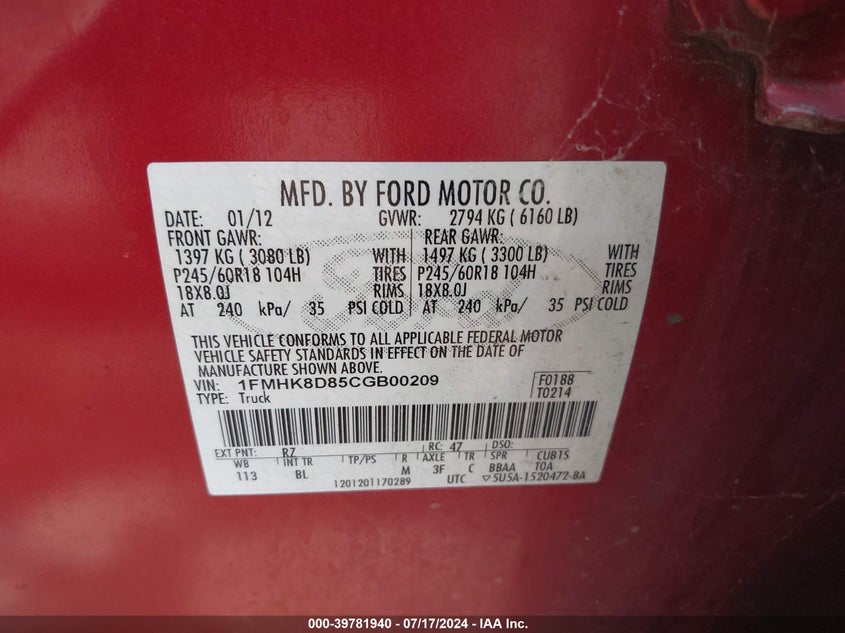 MFD. BY FORD MOTOR CO.
DATE: 01/12 GVWR: 2794 KG ( 6160 LB)
FRONT GAWR: REAR GAWR:
1397 KG ( 3080 LB) WITH 1497 KG ( 3300 LB) WITH
P245/60R18 104H TIRES P245/60R18 104H TIRES
18X8.0J RIMS 18X8.0J RIMS
AT 240 kPa/ 35 PSI COLD AT 240 kPa/ 35 PSI COLD
THIS VEHICLE CONFORMS TO ALL APPLICABLE FEDERAL MOTOR
VEHICLE SAFETY STANDARDS IN EFFECT ON THE DATE OF
MANUFACTURE SHOWN ABOVE.
VIN: 1FMHK8D85CGB00209 F0188
TYPE: Truck T0214
EXT PNT: RZ RC: 47 DSO:
WB INT TR TP/PS R AXLE TR SPR CUB1S
113 BL M 3F C BBAA TOA
1201201170289 UTC ▽5U5A-1520472-BA
000-39781940 - 07/17/2024 - IAA Inc.